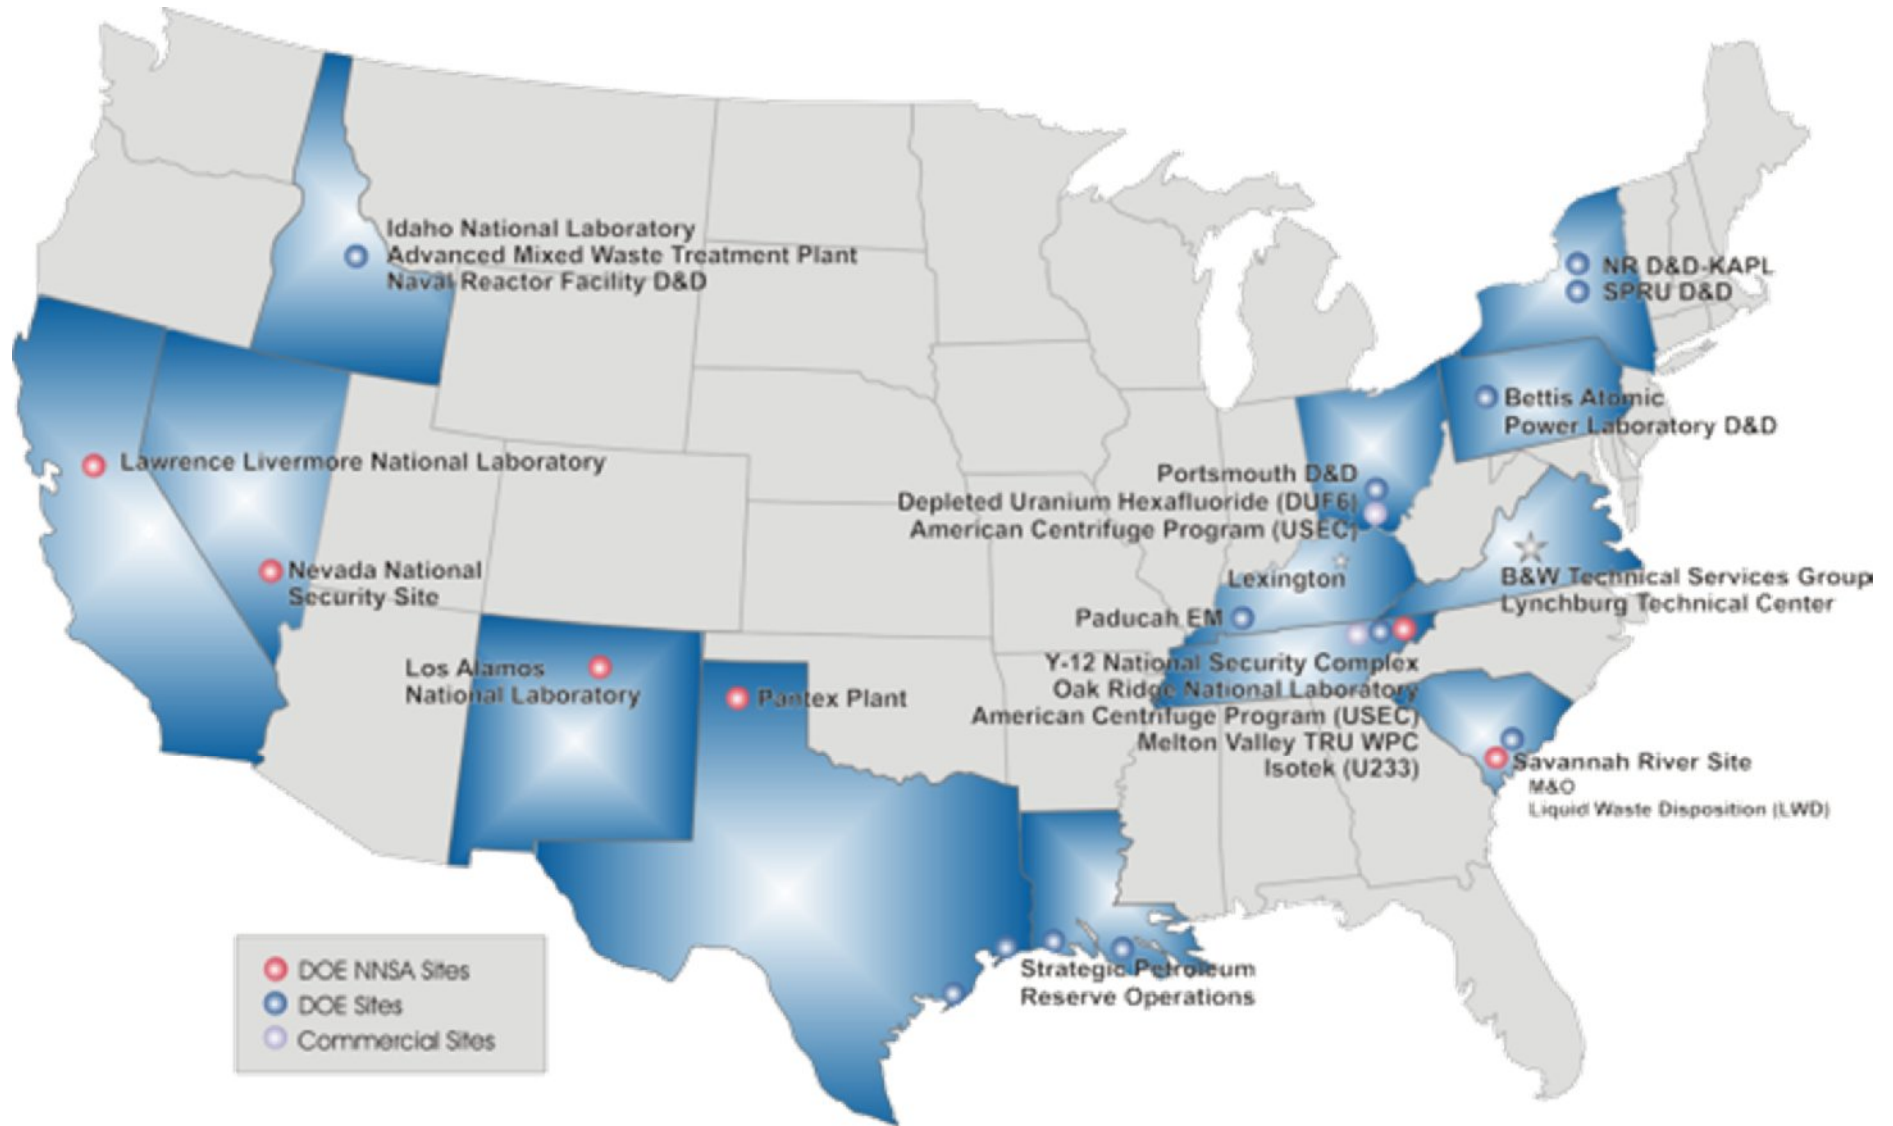 Idaho National Laboratory
Advanced Mixed Waste Treatment Plant
Naval Reactor Facility D&D
NR D&D-KAPL
SPRU D&D
Bettis Atomic
Power Laboratory D&D
Lawrence Livermore National Laboratory
Portsmouth D&D
Depleted Uranium Hexafluoride (DUF6)
American Centrifuge Program (USEC)
Nevada National
Security Site
Lexington
B&W Technical Services Group
Lynchburg Technical Center
Paducah EM
Los Alamos
National Laboratory
Pantex Plant
Y-12 National Security Complex
Oak Ridge National Laboratory
American Centrifuge Program (USEC)
Melton Valley TRU WPC
Isotek (U233)
Savannah River Site
M&O
Liquid Waste Disposition (LWD)
Strategic Petroleum
Reserve Operations
DOE NNSA Sites
DOE Sites
Commercial Sites